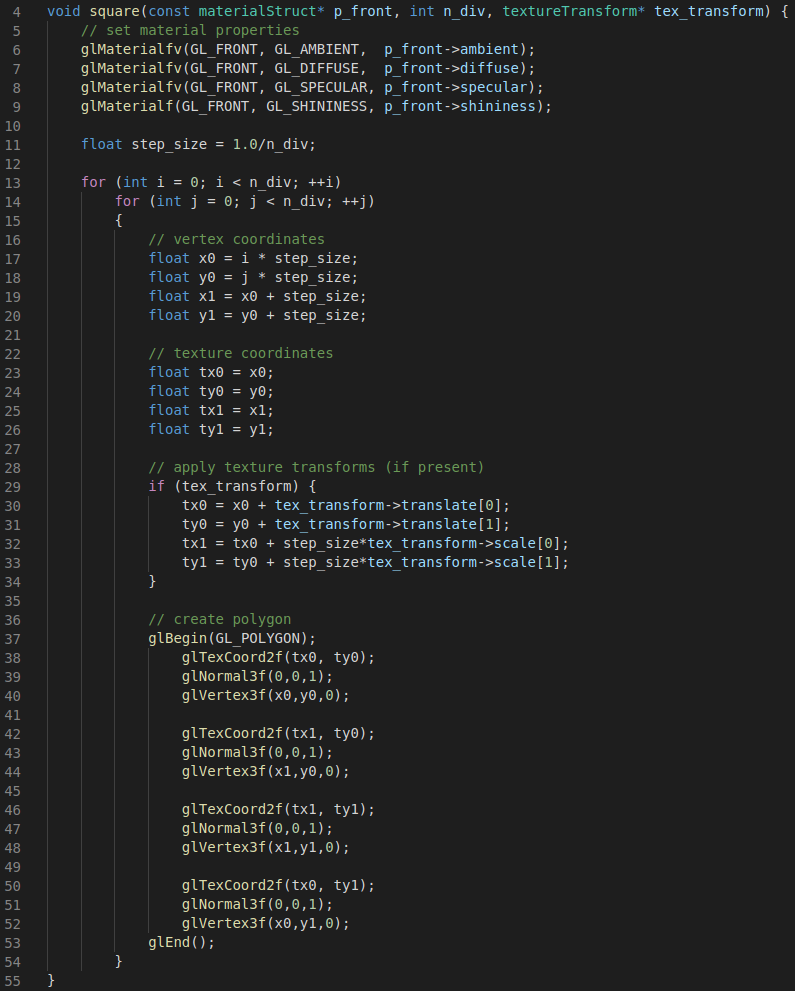 4 void square(const materialStruct* p_front, int n_div, textureTransform* tex_transform) {
5     // set material properties
6     glMaterialfv(GL_FRONT, GL_AMBIENT,  p_front->ambient);
7     glMaterialfv(GL_FRONT, GL_DIFFUSE,  p_front->diffuse);
8     glMaterialfv(GL_FRONT, GL_SPECULAR, p_front->specular);
9     glMaterialf(GL_FRONT, GL_SHININESS, p_front->shininess);
10
11     float step_size = 1.0/n_div;
12
13     for (int i = 0; i < n_div; ++i)
14         for (int j = 0; j < n_div; ++j)
15         {
16             // vertex coordinates
17             float x0 = i * step_size;
18             float y0 = j * step_size;
19             float x1 = x0 + step_size;
20             float y1 = y0 + step_size;
21
22             // texture coordinates
23             float tx0 = x0;
24             float ty0 = y0;
25             float tx1 = x1;
26             float ty1 = y1;
27
28             // apply texture transforms (if present)
29             if (tex_transform) {
30                 tx0 = x0 + tex_transform->translate[0];
31                 ty0 = y0 + tex_transform->translate[1];
32                 tx1 = tx0 + step_size*tex_transform->scale[0];
33                 ty1 = ty0 + step_size*tex_transform->scale[1];
34             }
35
36             // create polygon
37             glBegin(GL_POLYGON);
38                 glTexCoord2f(tx0, ty0);
39                 glNormal3f(0,0,1);
40                 glVertex3f(x0,y0,0);
41
42                 glTexCoord2f(tx1, ty0);
43                 glNormal3f(0,0,1);
44                 glVertex3f(x1,y0,0);
45
46                 glTexCoord2f(tx1, ty1);
47                 glNormal3f(0,0,1);
48                 glVertex3f(x1,y1,0);
49
50                 glTexCoord2f(tx0, ty1);
51                 glNormal3f(0,0,1);
52                 glVertex3f(x0,y1,0);
53             glEnd();
54         }
55 }